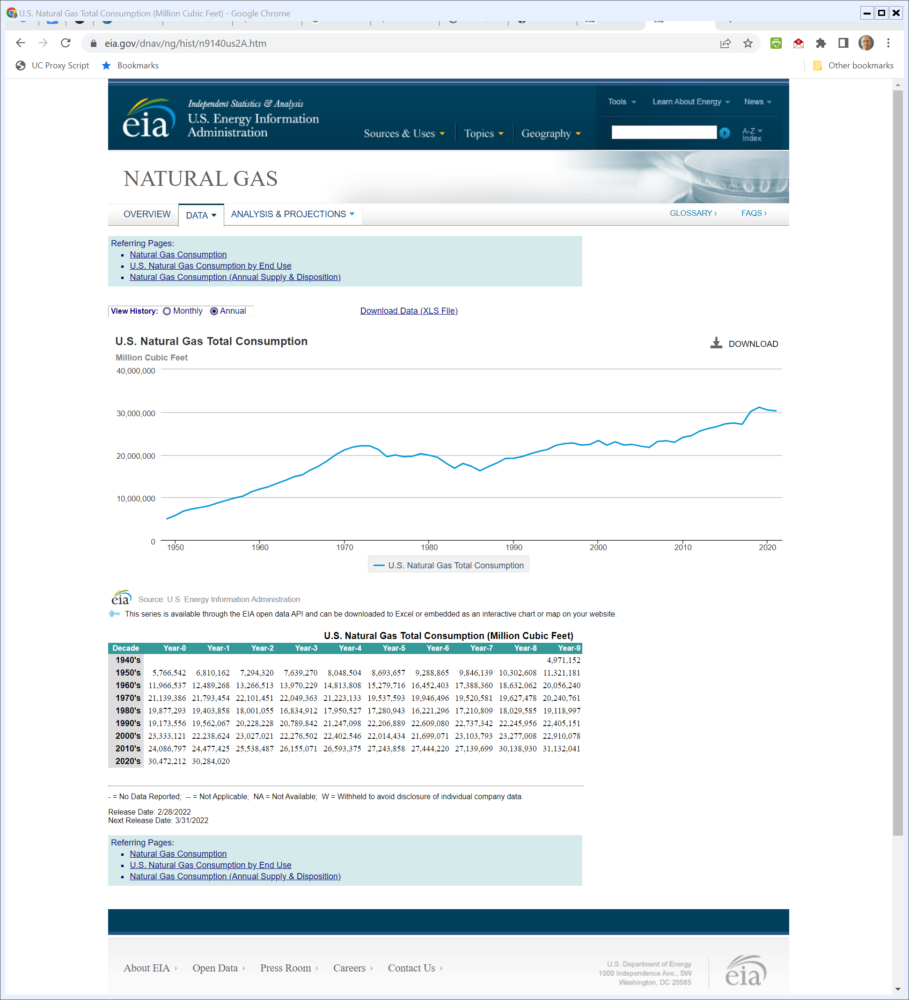 U.S. Natural Gas Total Consumption (Million Cubic Feet) - Google Chrome
eia.gov/dnav/ng/hist/n9140us2A.htm
UC Proxy Script Bookmarks Other bookmarks
eia Independent Statistics & Analysis
U.S. Energy Information
Administration
Sources & Uses Topics Geography
Tools Learn About Energy News
A-Z
Index
NATURAL GAS
OVERVIEW DATA ANALYSIS & PROJECTIONS GLOSSARY › FAQS ›
Referring Pages:
Natural Gas Consumption
U.S. Natural Gas Consumption by End Use
Natural Gas Consumption (Annual Supply & Disposition)
View History: Monthly Annual Download Data (XLS File)
U.S. Natural Gas Total Consumption
DOWNLOAD
Million Cubic Feet
40,000,000
30,000,000
20,000,000
10,000,000
0
1950 1960 1970 1980 1990 2000 2010 2020
U.S. Natural Gas Total Consumption
eia Source: U.S. Energy Information Administration
This series is available through the EIA open data API and can be downloaded to Excel or embedded as an interactive chart or map on your website.
U.S. Natural Gas Total Consumption (Million Cubic Feet)
Decade Year-0 Year-1 Year-2 Year-3 Year-4 Year-5 Year-6 Year-7 Year-8 Year-9
1940's 4,971,152
1950's 5,766,542 6,810,162 7,294,320 7,639,270 8,048,504 8,693,657 9,288,865 9,846,139 10,302,608 11,321,181
1960's 11,966,537 12,489,268 13,266,513 13,970,229 14,813,808 15,279,716 16,452,403 17,388,360 18,632,062 20,056,240
1970's 21,139,386 21,793,454 22,101,451 22,049,363 21,223,133 19,537,593 19,946,496 19,520,581 19,627,478 20,240,761
1980's 19,877,293 19,403,858 18,001,055 16,834,912 17,950,527 17,280,943 16,221,296 17,210,809 18,029,585 19,118,997
1990's 19,173,556 19,562,067 20,228,228 20,789,842 21,247,098 22,206,889 22,609,080 22,737,342 22,245,956 22,405,151
2000's 23,333,121 22,238,624 23,027,021 22,276,502 22,402,546 22,014,434 21,699,071 23,103,793 23,277,008 22,910,078
2010's 24,086,797 24,477,425 25,538,487 26,155,071 26,593,375 27,243,858 27,444,220 27,139,699 30,138,930 31,132,041
2020's 30,472,212 30,284,020
- = No Data Reported; -- = Not Applicable; NA = Not Available; W = Withheld to avoid disclosure of individual company data.
Release Date: 2/28/2022
Next Release Date: 3/31/2022
Referring Pages:
Natural Gas Consumption
U.S. Natural Gas Consumption by End Use
Natural Gas Consumption (Annual Supply & Disposition)
About EIA Open Data Press Room Careers Contact Us
U.S. Department of Energy
1000 Independence Ave., SW
Washington, DC 20585
eia